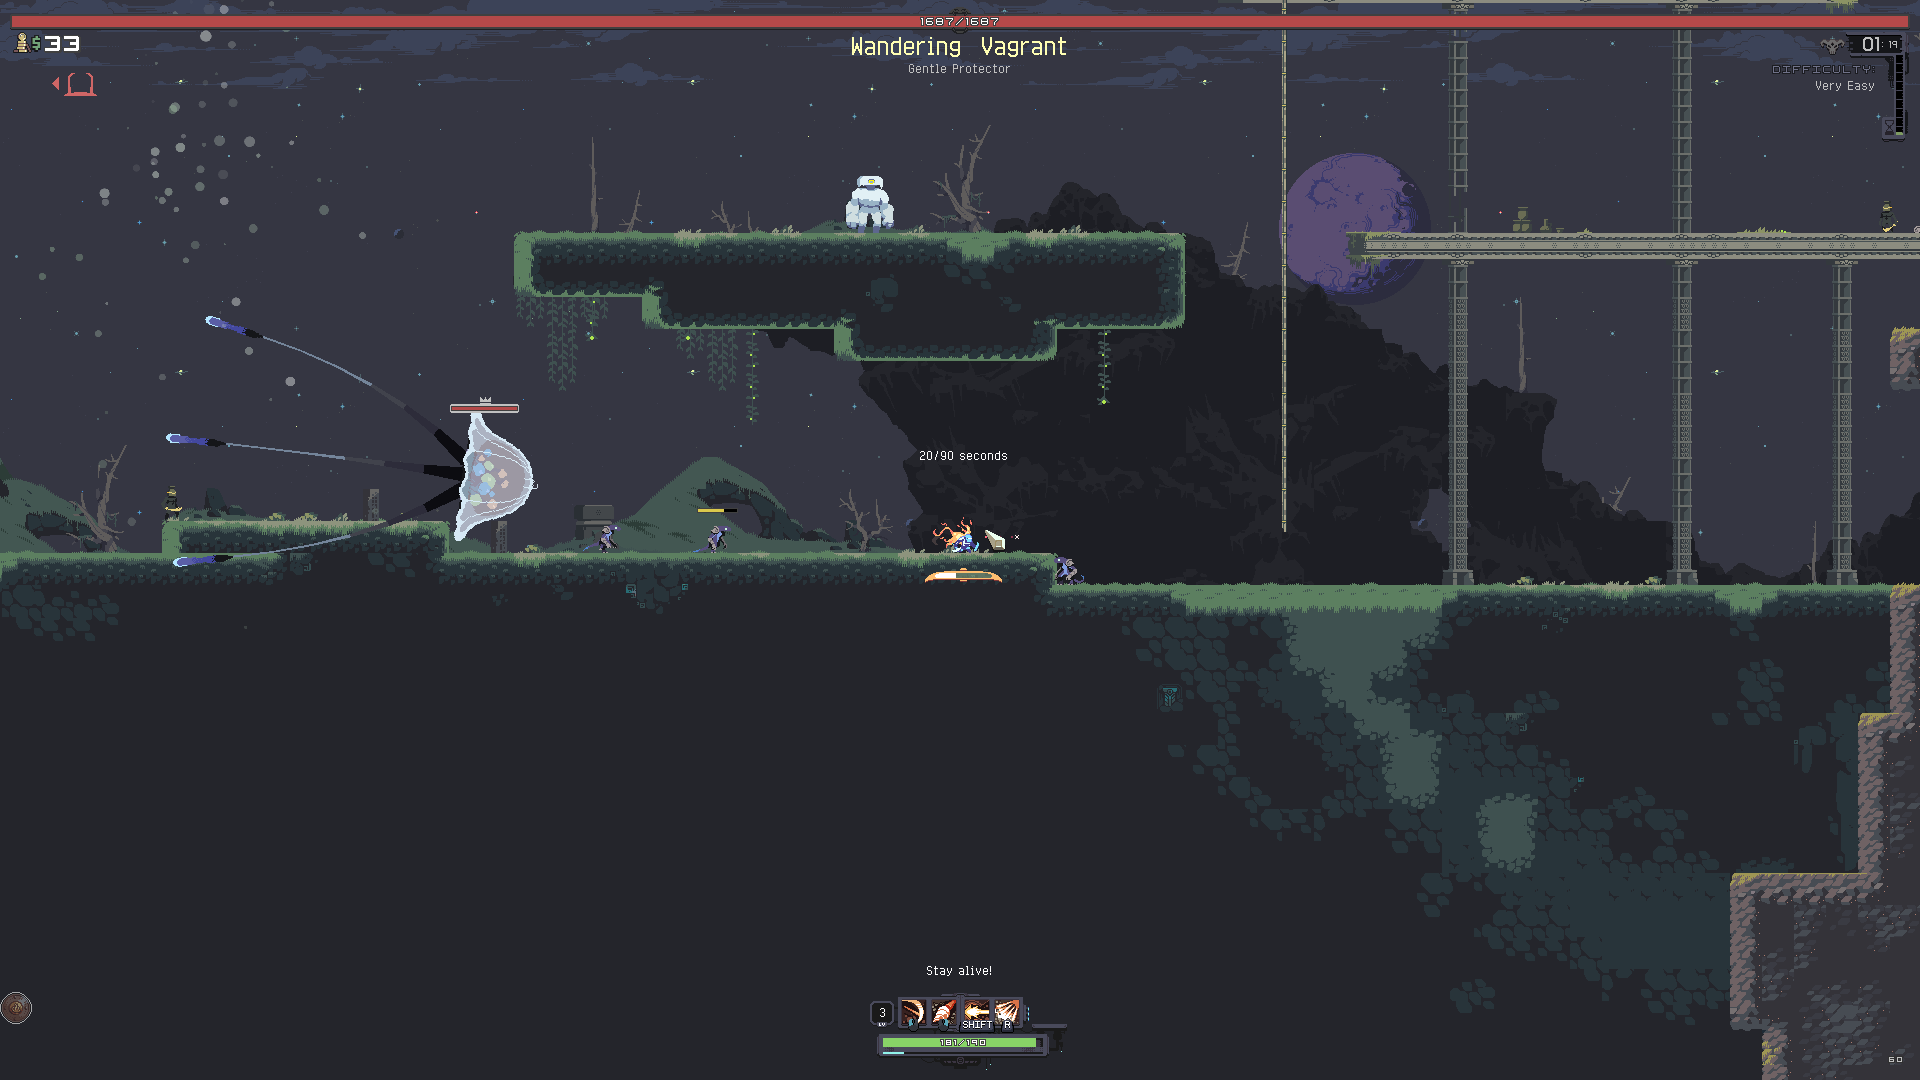 1687/1687
$33
Wandering Vagrant
Gentle Protector
01:19
DIFFICULTY:
Very Easy
20/90 seconds
Stay alive!
3
LV
SHIFT
R
181/190
60